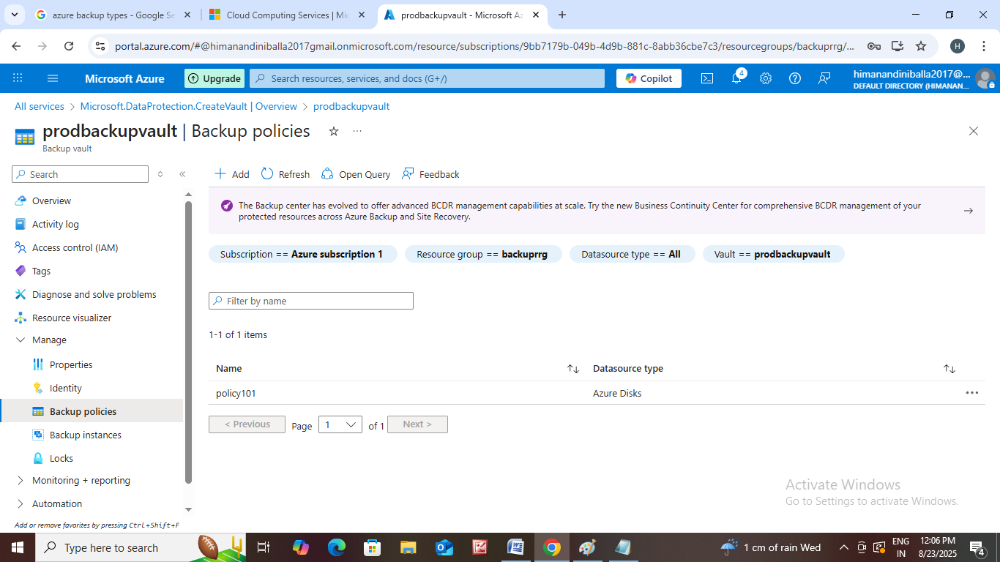 azure backup types - Google Se
Cloud Computing Services | Mic
prodbackupvault - Microsoft Az
portal.azure.com/#@himanandiniballa2017gmail.onmicrosoft.com/resource/subscriptions/9bb7179b-049b-4d9b-881c-8abb36cbe7c3/resourcegroups/backuprrg/...
H
Microsoft Azure
Upgrade
Search resources, services, and docs (G+/)
Copilot
4
himanandiniballa2017@...
DEFAULT DIRECTORY (HIMANAN...
All services > Microsoft.DataProtection.CreateVault | Overview > prodbackupvault
prodbackupvault | Backup policies
Backup vault
Search
Overview
Activity log
Access control (IAM)
Tags
Diagnose and solve problems
Resource visualizer
Manage
Properties
Identity
Backup policies
Backup instances
Locks
Monitoring + reporting
Automation
Add or remove favorites by pressing Ctrl+Shift+F
Add
Refresh
Open Query
Feedback
The Backup center has evolved to offer advanced BCDR management capabilities at scale. Try the new Business Continuity Center for comprehensive BCDR management of your
protected resources across Azure Backup and Site Recovery.
Subscription == Azure subscription 1
Resource group == backuprrg
Datasource type == All
Vault == prodbackupvault
Filter by name
1-1 of 1 items
Name
Datasource type
policy101
Azure Disks
< Previous
Page
1
of 1
Next >
Activate Windows
Go to Settings to activate Windows.
Type here to search
1 cm of rain Wed
ENG
IN
12:06 PM
8/23/2025
4